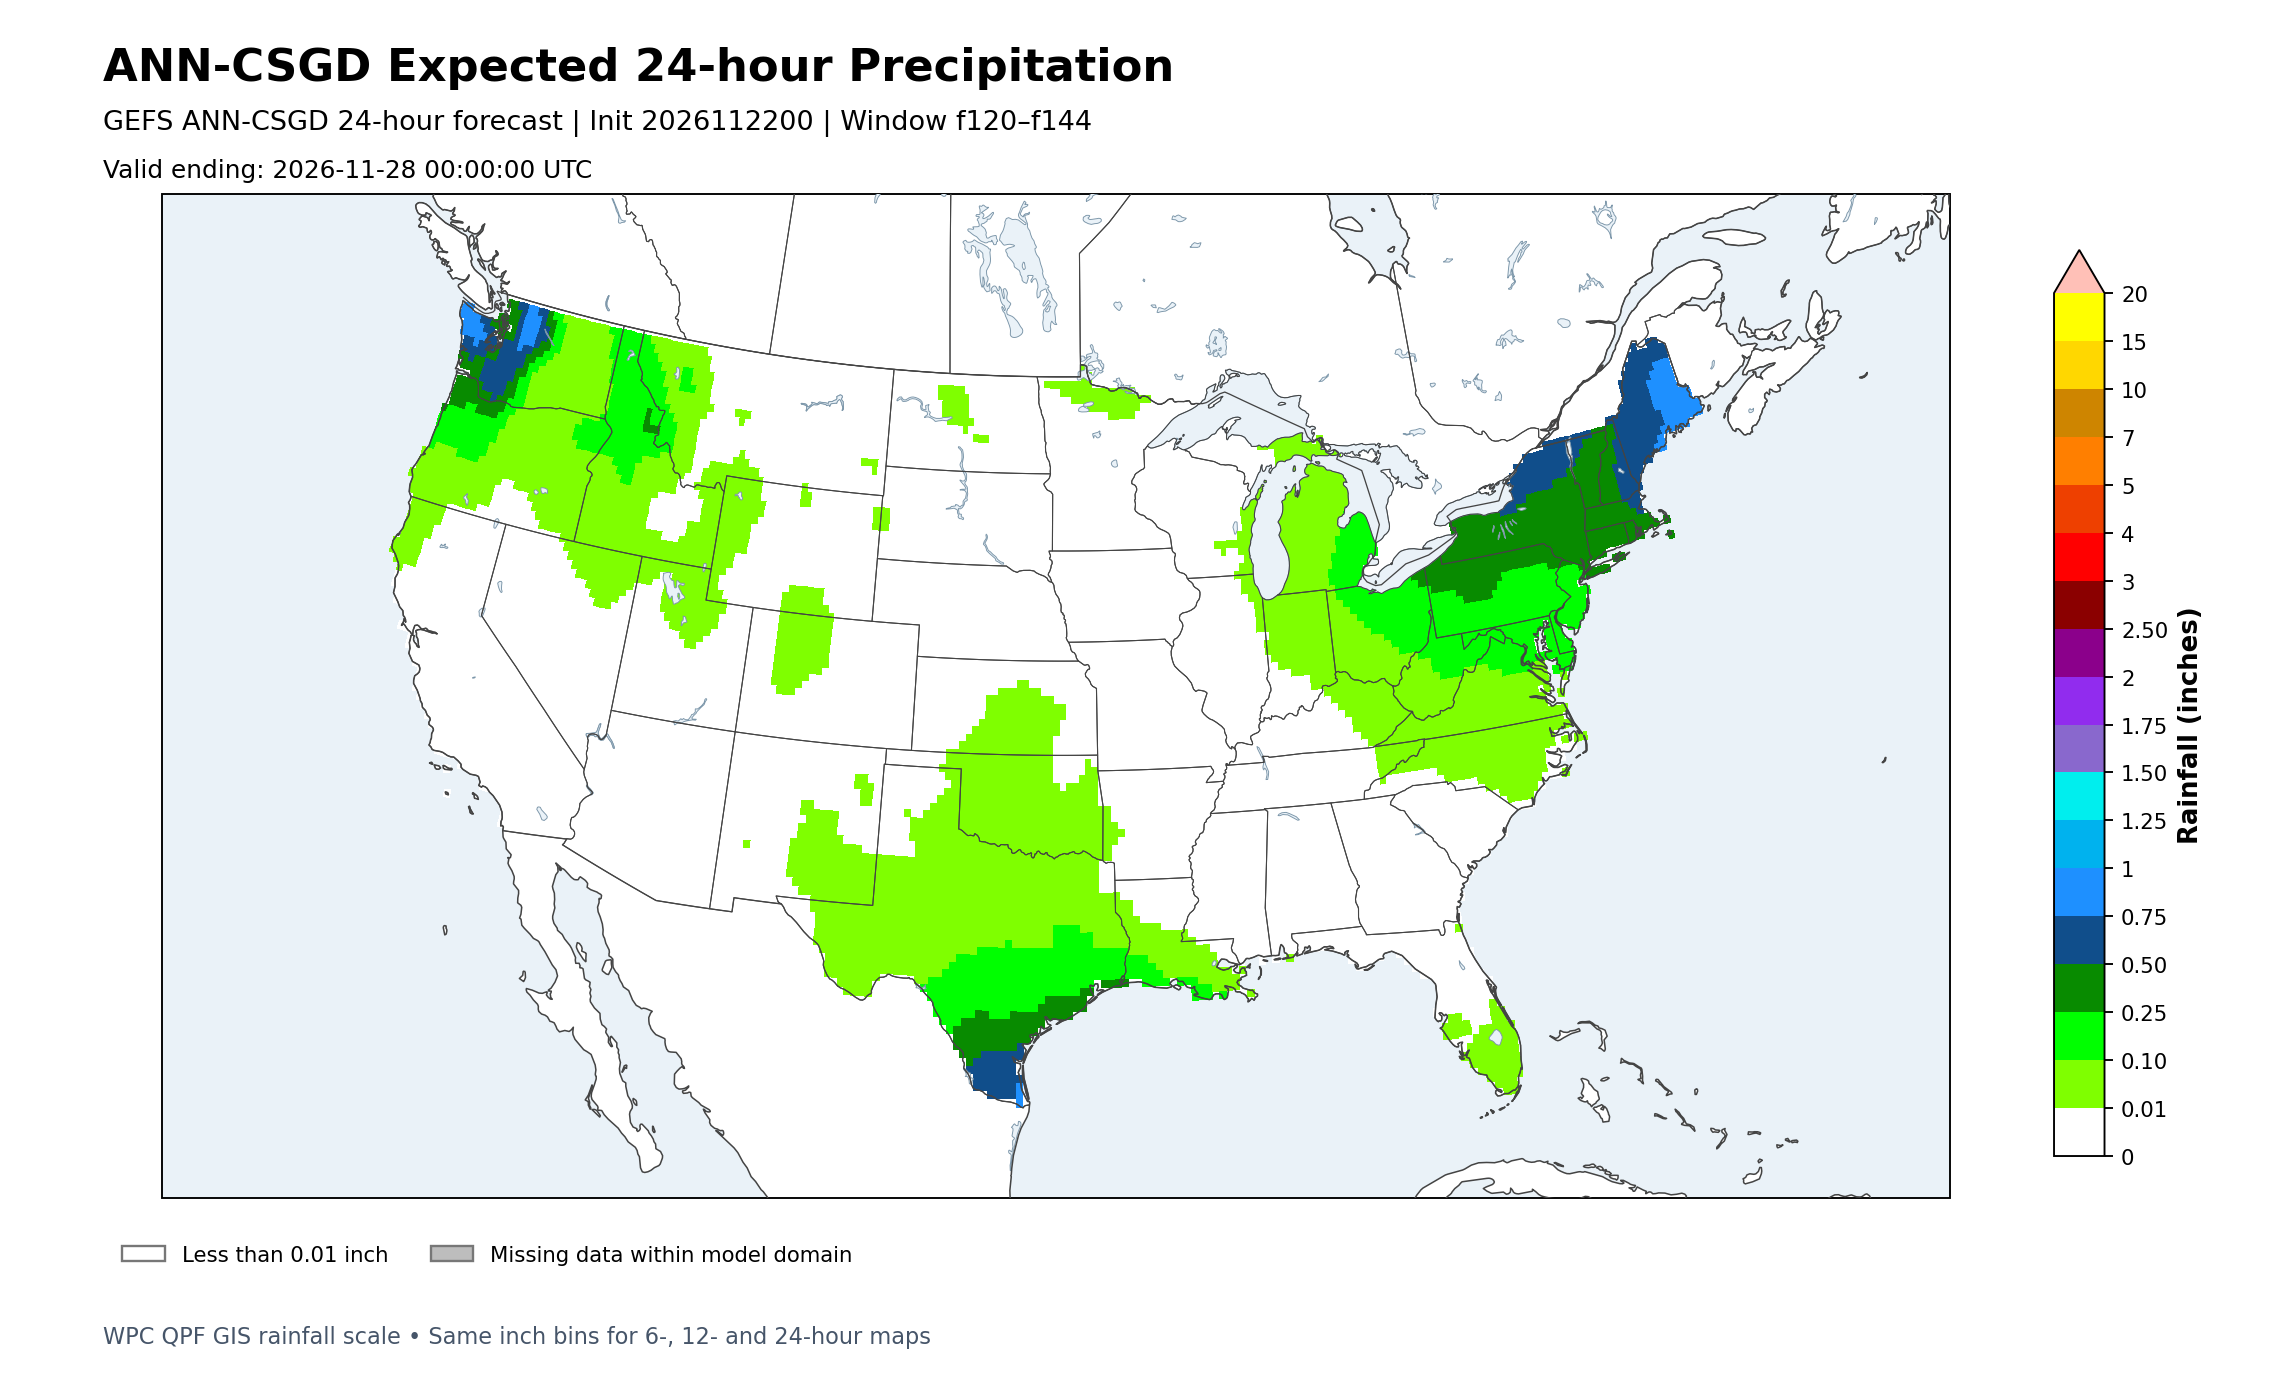 ANN-CSGD Expected 24-hour Precipitation
GEFS ANN-CSGD 24-hour forecast | Init 2026112200 | Window f120–f144
Valid ending: 2026-11-28 00:00:00 UTC
20
15
10
7
5
4
3
2.50
2
1.75
1.50
1.25
1
0.75
0.50
0.25
0.10
0.01
0
Rainfall (inches)
Less than 0.01 inch
Missing data within model domain
WPC QPF GIS rainfall scale • Same inch bins for 6-, 12- and 24-hour maps